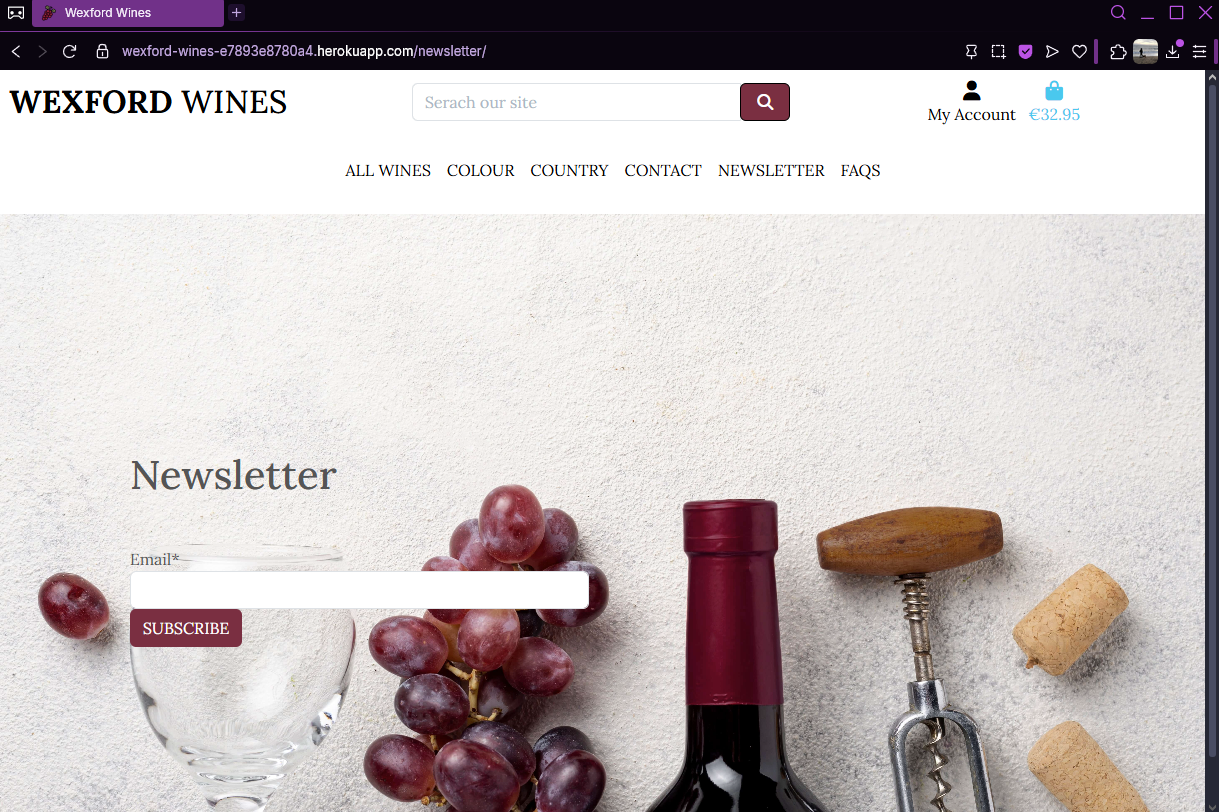 Wexford Wines
wexford-wines-e7893e8780a4.herokuapp.com/newsletter/
WEXFORD WINES
Serach our site
My Account
€32.95
ALL WINES COLOUR COUNTRY CONTACT NEWSLETTER FAQS
Newsletter
Email*
SUBSCRIBE